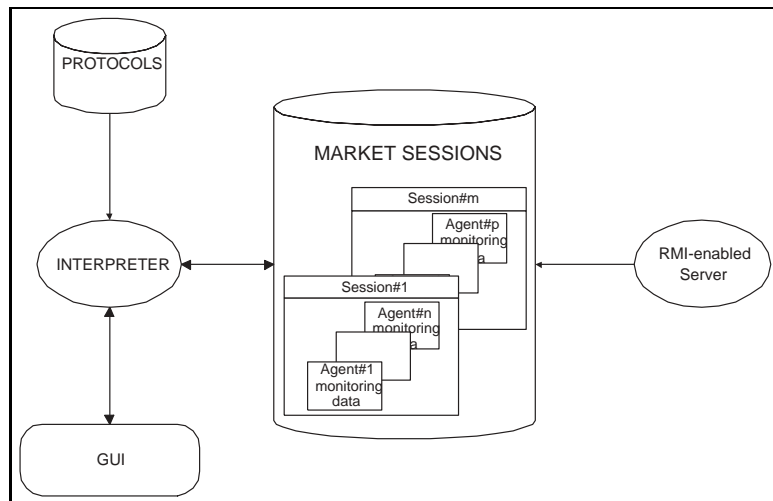 PROTOCOLS
MARKET SESSIONS
Session#m
Agent#p
monitoring
a
INTERPRETER
RMI-enabled
Server
Session#1
Agent#n
monitoring
a
Agent#1
monitoring
data
GUI